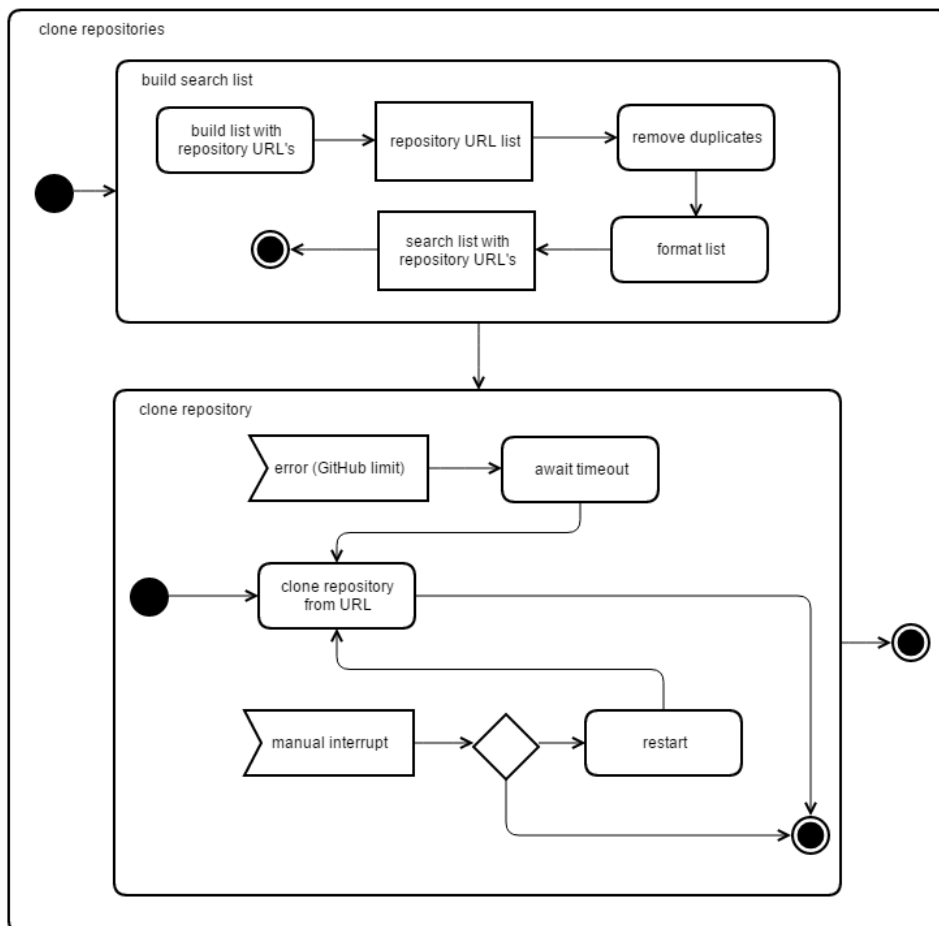 clone repositories
build search list
build list with
repository URL's
repository URL list
remove duplicates
search list with
repository URL's
format list
clone repository
error (GitHub limit)
await timeout
clone repository
from URL
manual interrupt
restart